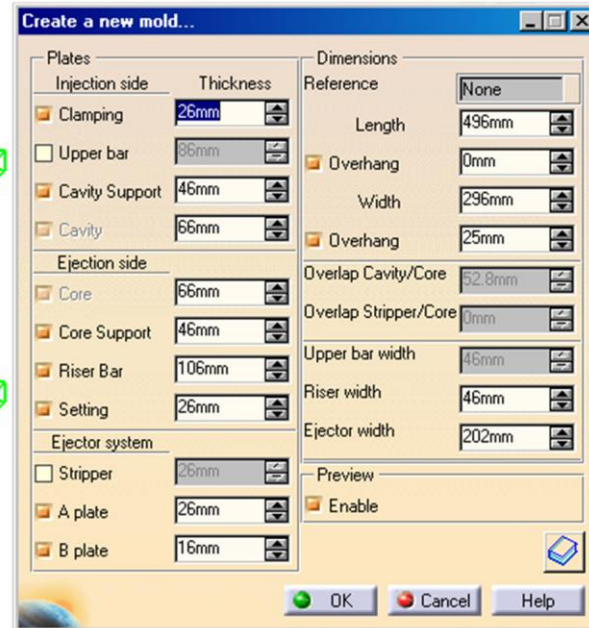 Create a new mold...
Plates
Injection side Thickness
Clamping 26mm
Upper bar 86mm
Cavity Support 46mm
Cavity 66mm
Ejection side
Core 66mm
Core Support 46mm
Riser Bar 106mm
Setting 26mm
Ejector system
Stripper 26mm
A plate 26mm
B plate 16mm
Dimensions
Reference None
Length 496mm
Overhang 0mm
Width 296mm
Overhang 25mm
Overlap Cavity/Core 52.8mm
Overlap Stripper/Core 0mm
Upper bar width 46mm
Riser width 46mm
Ejector width 202mm
Preview
Enable
OK Cancel Help